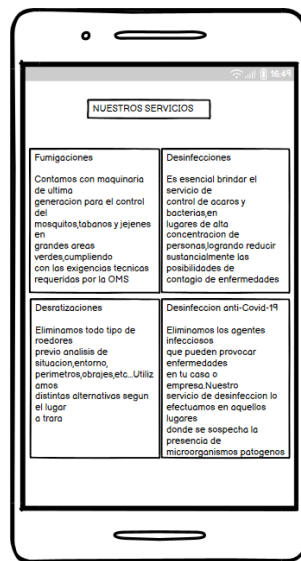 16:49
NUESTROS SERVICIOS
Fumigaciones
Contamos con maquinaria
de ultima
generacion para el control
del
mosquitos,tabanos y jejenes
en
grandes areas
verdes,cumpliendo
con las exigencias tecnicas
requeridas por la OMS
Desinfecciones
Es esencial brindar el
servicio de
control de acaros y
bacterias,en
lugares de alta
concentracion de
personas,logrando reducir
sustancialmente las
posibilidades de
contagio de enfermedades
Desratizaciones
Eliminamos todo tipo de
roedores
previo analisis de
situacion,entorno,
perimetros,obrajes,etc...Utiliz
amos
distintas alternativas segun
el lugar
a trara
Desinfeccion anti-Covid-19
Eliminamos los agentes
infecciosos
que pueden provocar
enfermedades
en tu casa o
empresa.Nuestro
servicio de desinfeccion lo
efectuamos en aquellos
lugares
donde se sospecha la
presencia de
microorganismos patogenos